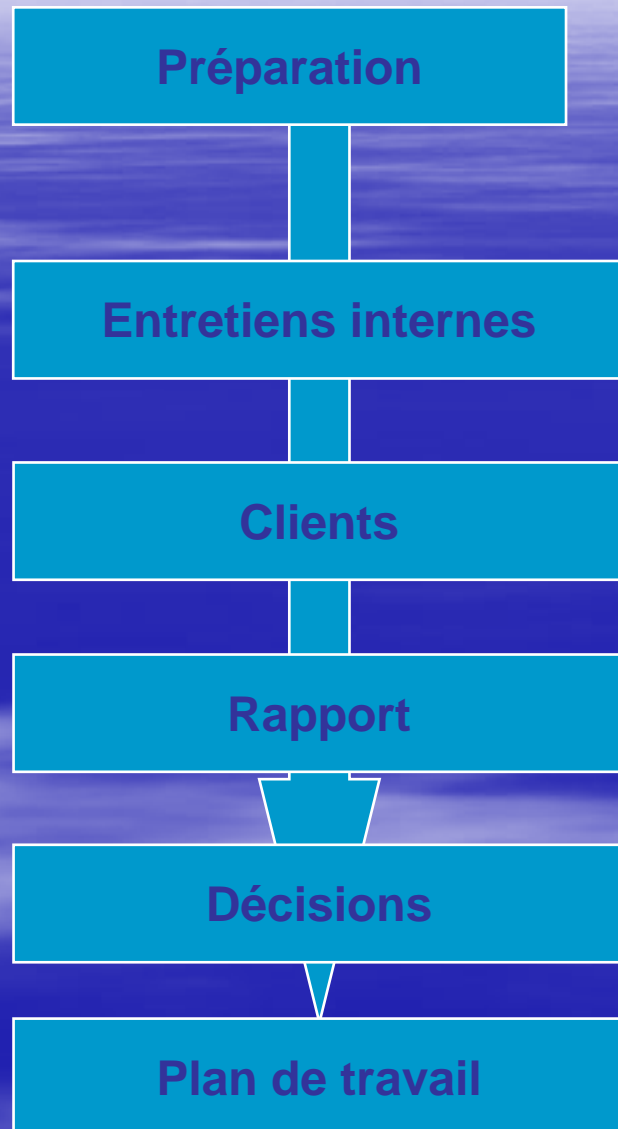 Préparation
Entretiens internes
Clients
Rapport
Décisions
Plan de travail